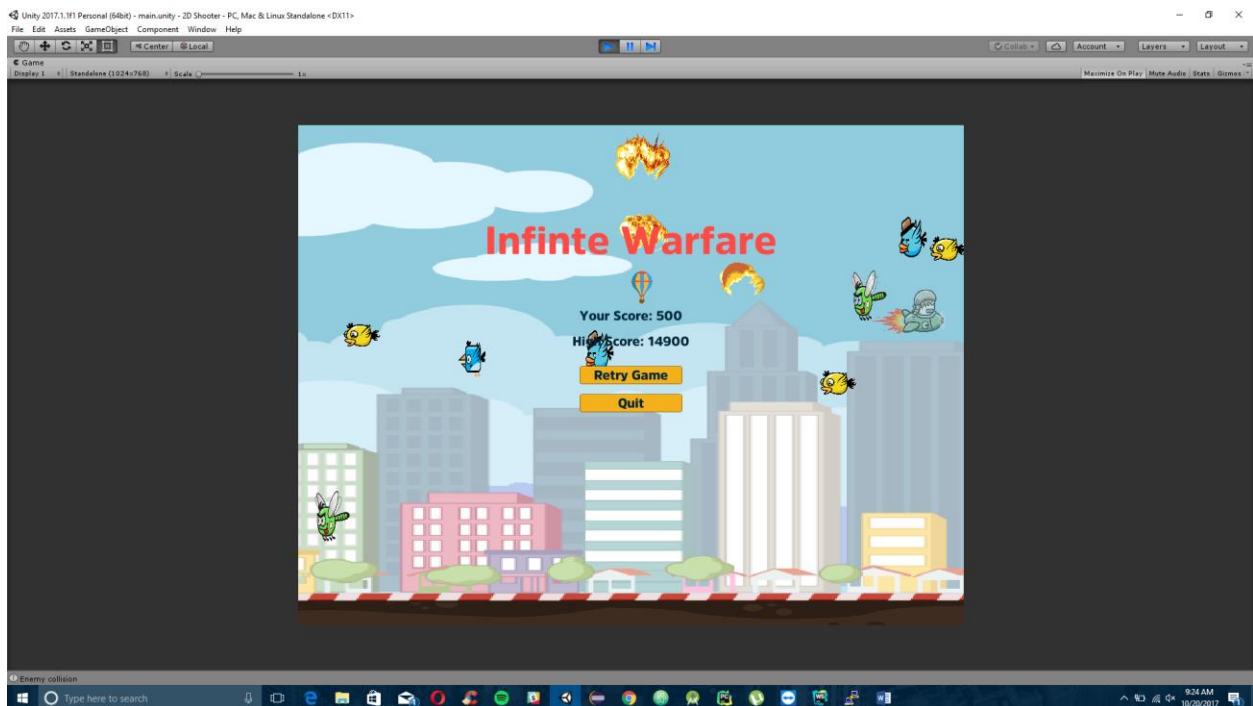 Unity 2017.1.1f1 Personal (64bit) - main.unity - 2D Shooter - PC, Mac & Linux Standalone <DX11>
File Edit Assets GameObject Component Window Help
Center Local Collab Account Layers Layout
Game
Display 1 Standalone (1024x768) Scale 1x Maximize On Play Mute Audio Stats Gizmos
Infinte Warfare
Your Score: 500
High Score: 14900
Retry Game
Quit
Enemy collision
Type here to search
9:24 AM
10/20/2017